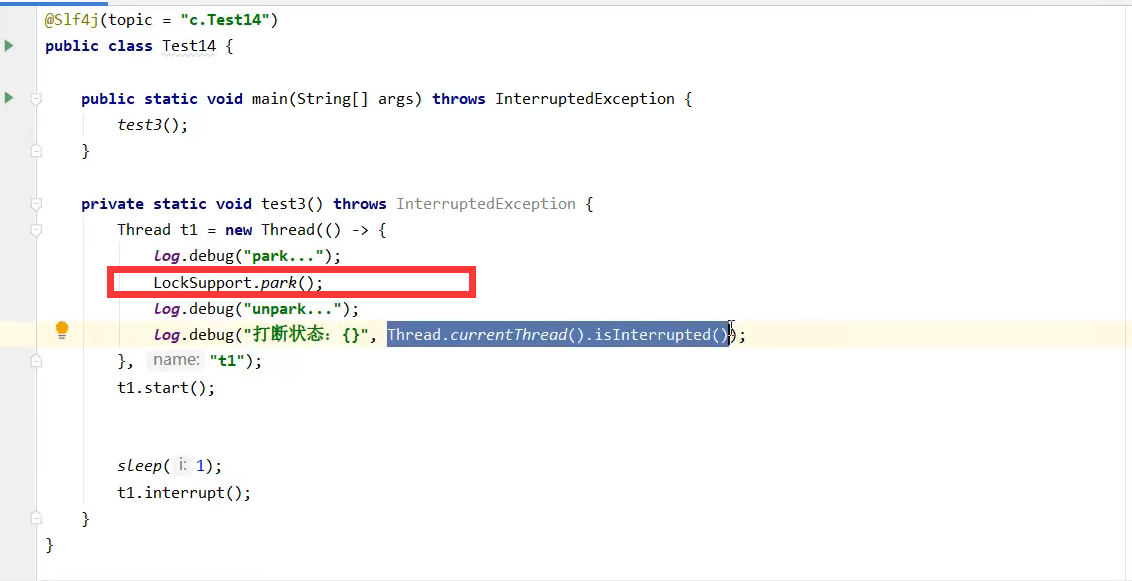 @Slf4j(topic = "c.Test14")
public class Test14 {
public static void main(String[] args) throws InterruptedException {
test3();
}
private static void test3() throws InterruptedException {
Thread t1 = new Thread(() -> {
log.debug("park...");
LockSupport.park();
log.debug("unpark...");
log.debug("打断状态：{}", Thread.currentThread().isInterrupted());
}, name: "t1");
t1.start();
sleep( i: 1);
t1.interrupt();
}
}